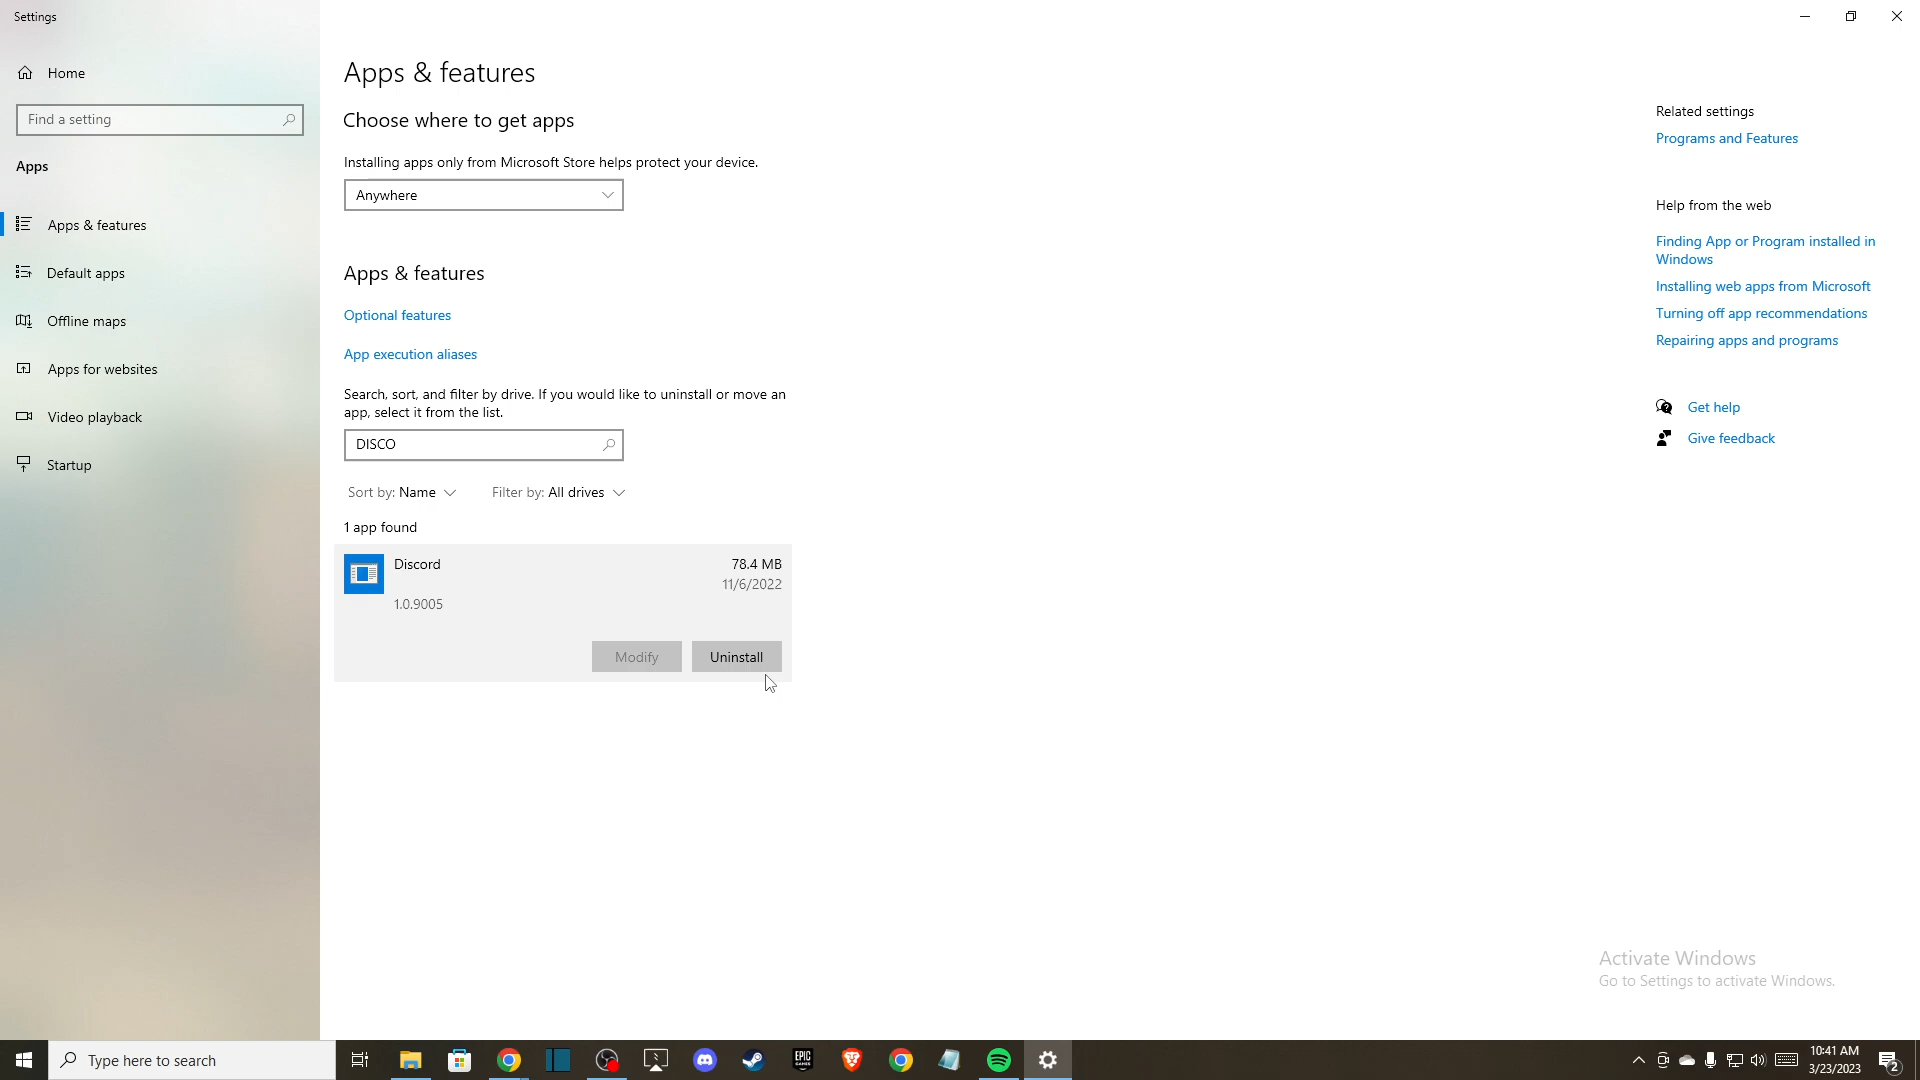 Settings
Home
Find a setting
Apps
Apps & features
Default apps
Offline maps
Apps for websites
Video playback
Startup
Apps & features
Choose where to get apps
Installing apps only from Microsoft Store helps protect your device.
Anywhere
Apps & features
Optional features
App execution aliases
Search, sort, and filter by drive. If you would like to uninstall or move an
app, select it from the list.
DISCO
Sort by: Name
Filter by: All drives
1 app found
Discord
78.4 MB
11/6/2022
1.0.9005
Modify
Uninstall
Related settings
Programs and Features
Help from the web
Finding App or Program installed in
Windows
Installing web apps from Microsoft
Turning off app recommendations
Repairing apps and programs
Get help
Give feedback
Activate Windows
Go to Settings to activate Windows.
Type here to search
EPIC
GAMES
10:41 AM
3/23/2023
2